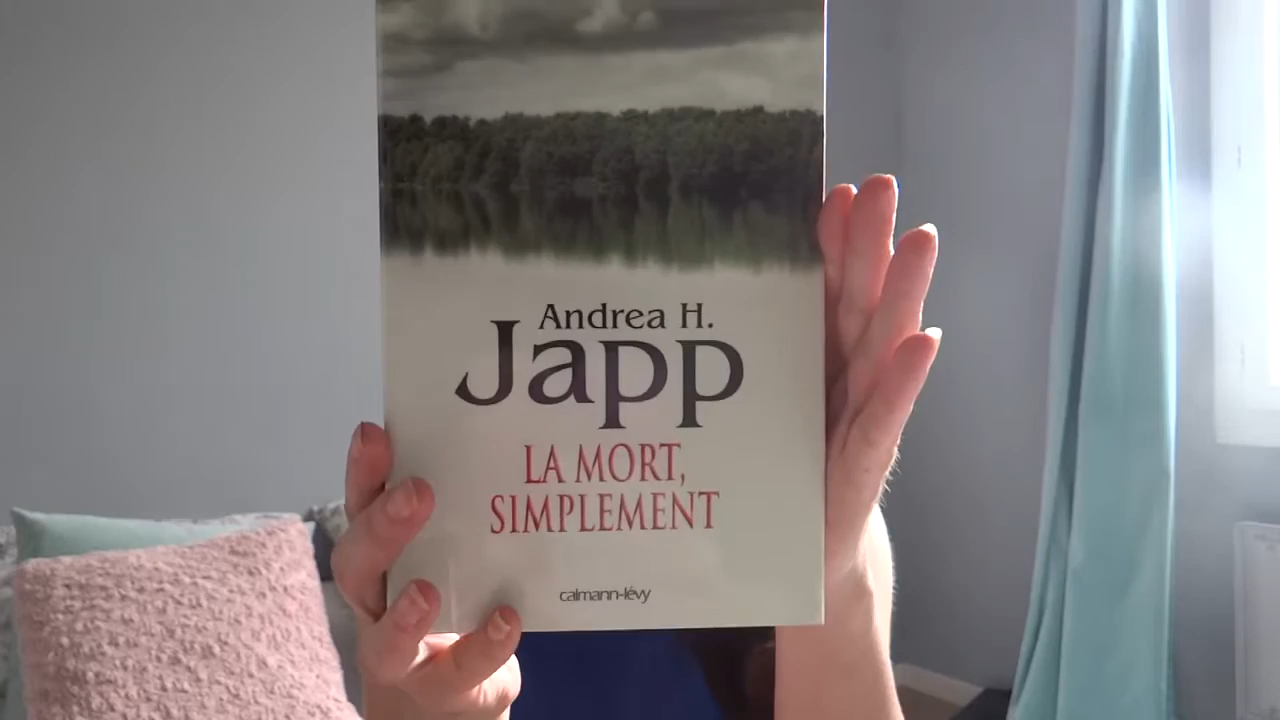 Andrea H.
Japp
LA MORT,
SIMPLEMENT
calmann-lévy